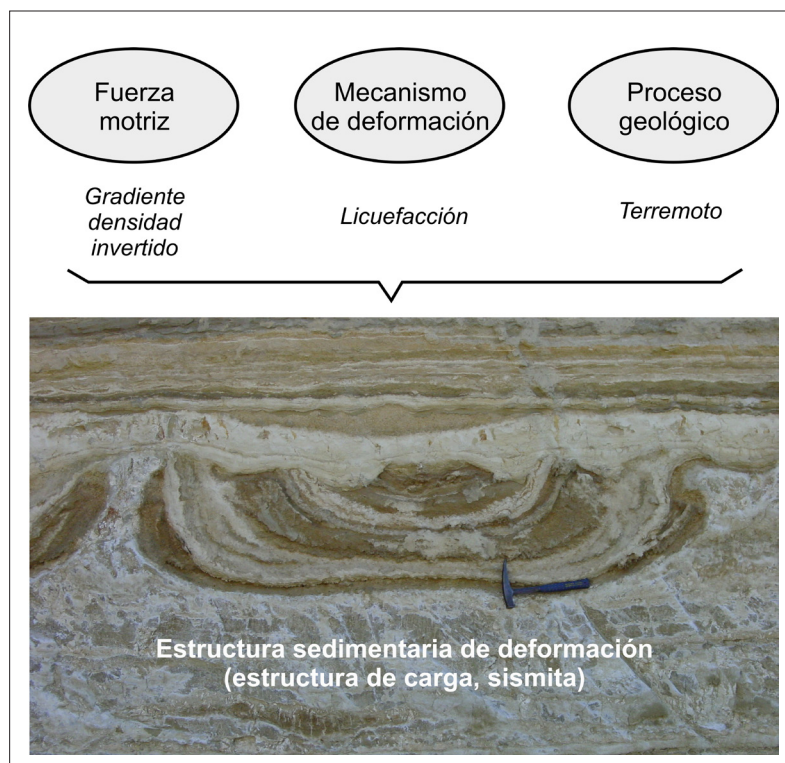 Fuerza
motriz
Mecanismo
de deformación
Proceso
geológico
Gradiente
densidad
invertido
Licuefacción
Terremoto
Estructura sedimentaria de deformación
(estructura de carga, sismita)